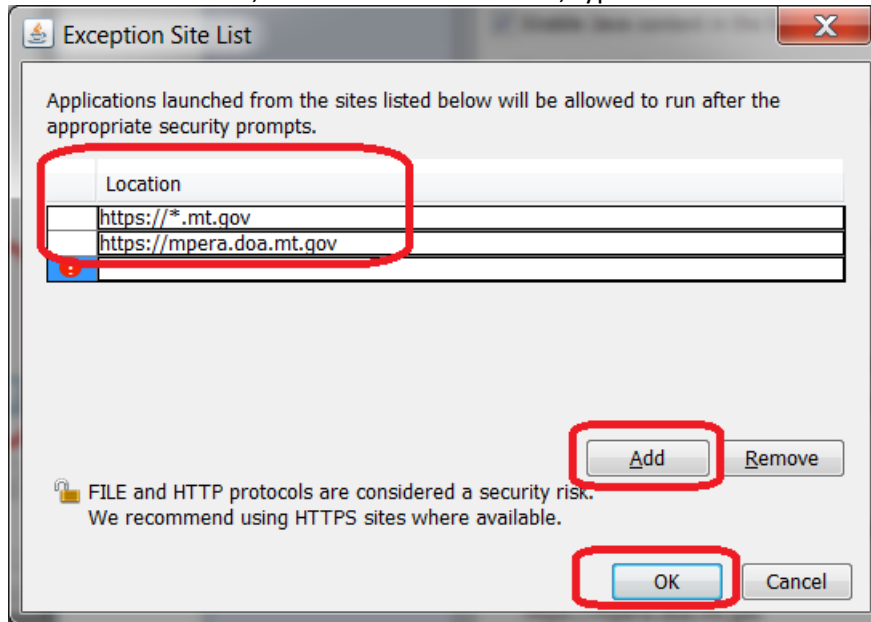 Exception Site List
Applications launched from the sites listed below will be allowed to run after the
appropriate security prompts.
Location
https://*.mt.gov
https://mpera.doa.mt.gov
Add
Remove
FILE and HTTP protocols are considered a security risk.
We recommend using HTTPS sites where available.
OK
Cancel